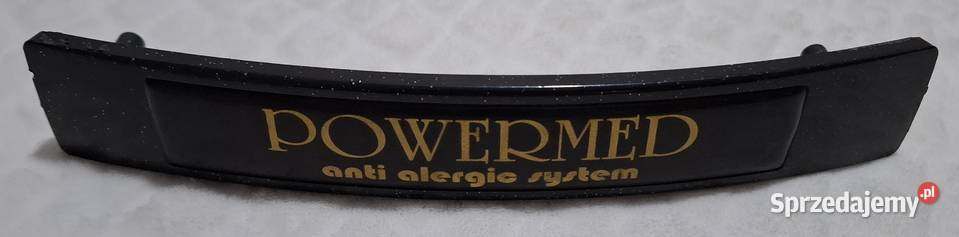 POWERMED
anti alergic system
Sprzedajemy.pl